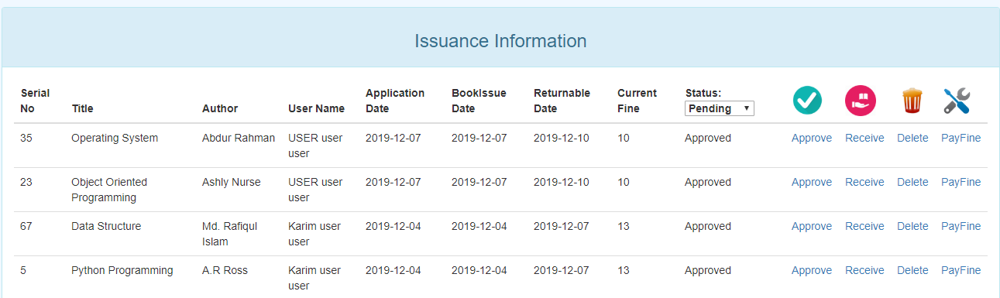 Issuance Information
Serial No Title Author User Name Application Date BookIssue Date Returnable Date Current Fine Status: Pending
35 Operating System Abdur Rahman USER user user 2019-12-07 2019-12-07 2019-12-10 10 Approved Approve Receive Delete PayFine
23 Object Oriented Programming Ashly Nurse USER user user 2019-12-07 2019-12-07 2019-12-10 10 Approved Approve Receive Delete PayFine
67 Data Structure Md. Rafiqul Islam Karim user user 2019-12-04 2019-12-04 2019-12-07 13 Approved Approve Receive Delete PayFine
5 Python Programming A.R Ross Karim user user 2019-12-04 2019-12-04 2019-12-07 13 Approved Approve Receive Delete PayFine